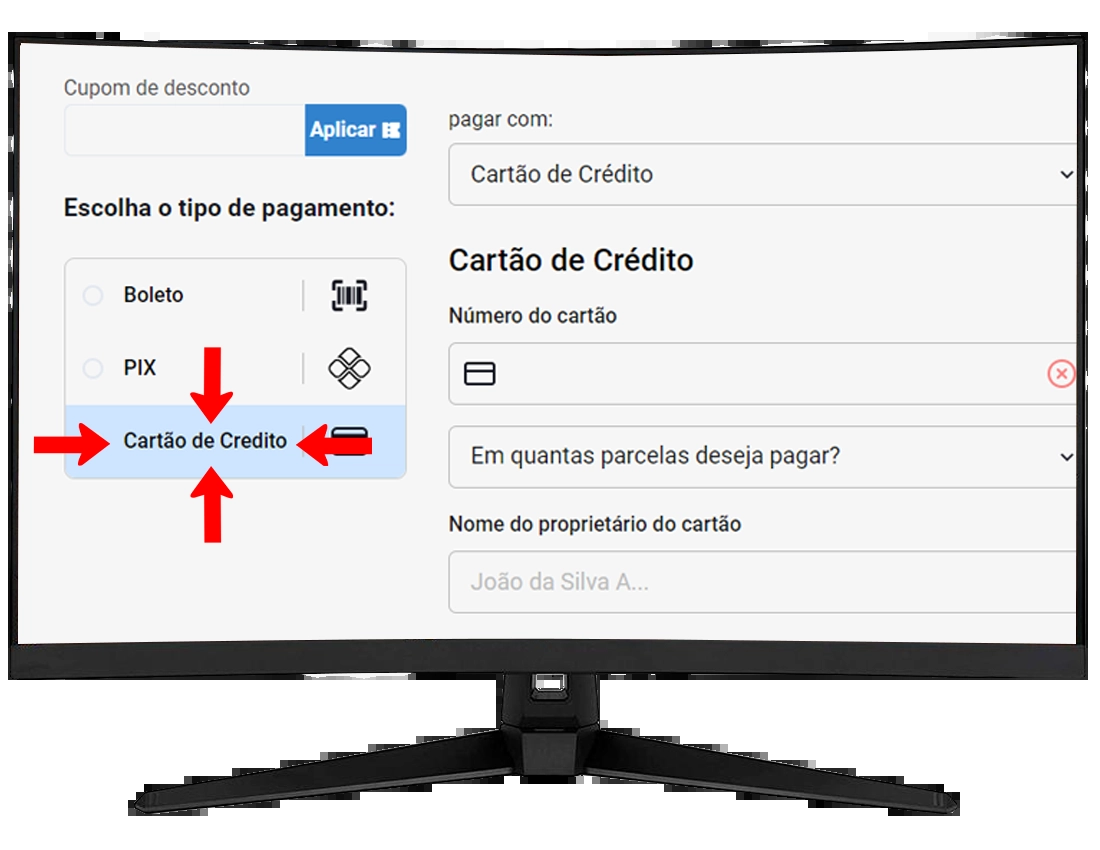 Cupom de desconto
Aplicar
Escolha o tipo de pagamento:
Boleto
PIX
Cartão de Credito
pagar com:
Cartão de Crédito
Cartão de Crédito
Número do cartão
Em quantas parcelas deseja pagar?
Nome do proprietário do cartão
João da Silva A...